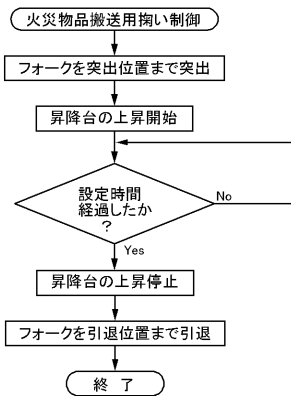 火災物品搬送用掬い制御
フォークを突出位置まで突出
昇降台の上昇開始
設定時間
経過したか
?
No
Yes
昇降台の上昇停止
フォークを引退位置まで引退
終 了